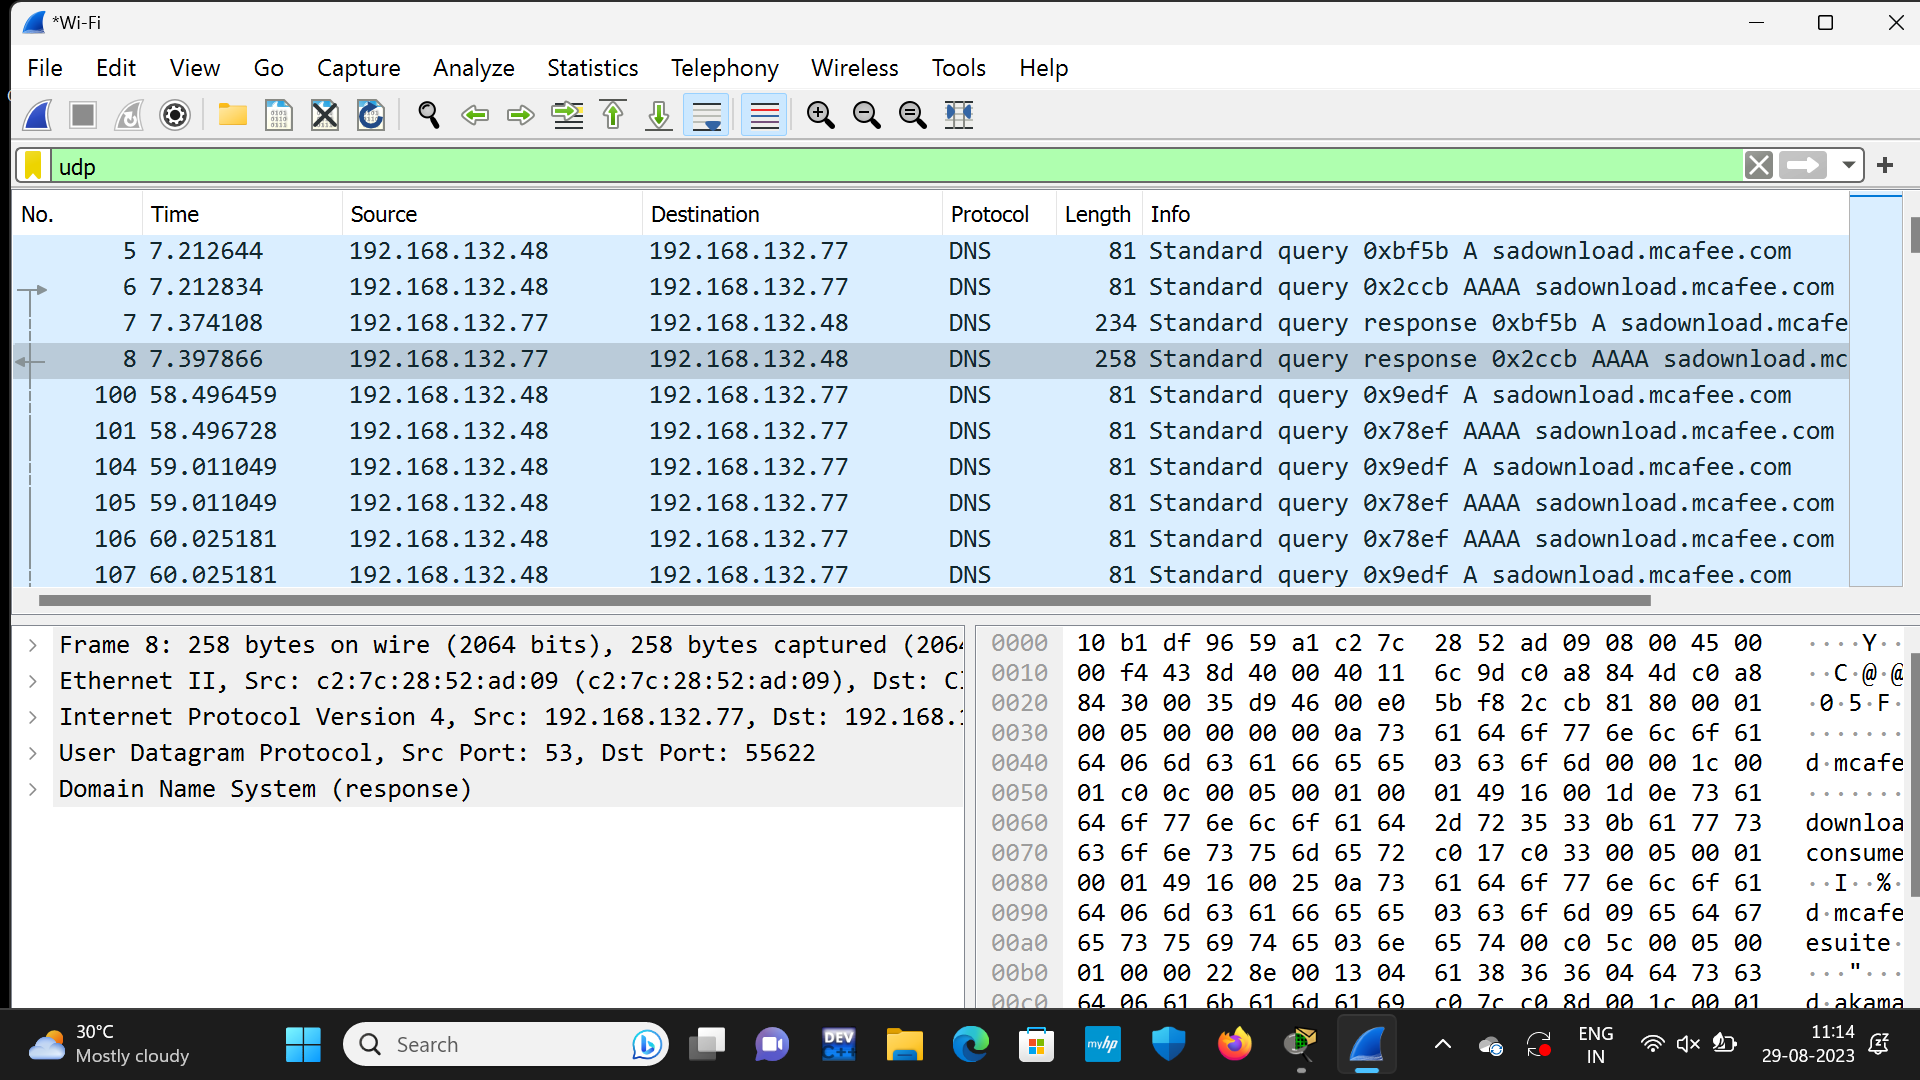 *Wi-Fi
File Edit View Go Capture Analyze Statistics Telephony Wireless Tools Help
udp
No. Time Source Destination Protocol Length Info
5 7.212644 192.168.132.48 192.168.132.77 DNS 81 Standard query 0xbf5b A sadownload.mcafee.com
6 7.212834 192.168.132.48 192.168.132.77 DNS 81 Standard query 0x2ccb AAAA sadownload.mcafee.com
7 7.374108 192.168.132.77 192.168.132.48 DNS 234 Standard query response 0xbf5b A sadownload.mcafe
8 7.397866 192.168.132.77 192.168.132.48 DNS 258 Standard query response 0x2ccb AAAA sadownload.mc
100 58.496459 192.168.132.48 192.168.132.77 DNS 81 Standard query 0x9edf A sadownload.mcafee.com
101 58.496728 192.168.132.48 192.168.132.77 DNS 81 Standard query 0x78ef AAAA sadownload.mcafee.com
104 59.011049 192.168.132.48 192.168.132.77 DNS 81 Standard query 0x9edf A sadownload.mcafee.com
105 59.011049 192.168.132.48 192.168.132.77 DNS 81 Standard query 0x78ef AAAA sadownload.mcafee.com
106 60.025181 192.168.132.48 192.168.132.77 DNS 81 Standard query 0x78ef AAAA sadownload.mcafee.com
107 60.025181 192.168.132.48 192.168.132.77 DNS 81 Standard query 0x9edf A sadownload.mcafee.com
Frame 8: 258 bytes on wire (2064 bits), 258 bytes captured (2064
Ethernet II, Src: c2:7c:28:52:ad:09 (c2:7c:28:52:ad:09), Dst: C
Internet Protocol Version 4, Src: 192.168.132.77, Dst: 192.168.1
User Datagram Protocol, Src Port: 53, Dst Port: 55622
Domain Name System (response)
0000 10 b1 df 96 59 a1 c2 7c 28 52 ad 09 08 00 45 00 ····Y··
0010 00 f4 43 8d 40 00 40 11 6c 9d c0 a8 84 4d c0 a8 ··C·@·@
0020 84 30 00 35 d9 46 00 e0 5b f8 2c cb 81 80 00 01 ·0·5·F·
0030 00 05 00 00 00 00 0a 73 61 64 6f 77 6e 6c 6f 61 ·······
0040 64 06 6d 63 61 66 65 65 03 63 6f 6d 00 00 1c 00 d·mcafe
0050 01 c0 0c 00 05 00 01 00 01 49 16 00 1d 0e 73 61 ·······
0060 64 6f 77 6e 6c 6f 61 64 2d 72 35 33 0b 61 77 73 downloa
0070 63 6f 6e 73 75 6d 65 72 c0 17 c0 33 00 05 00 01 consume
0080 00 01 49 16 00 25 0a 73 61 64 6f 77 6e 6c 6f 61 ··I··%·
0090 64 06 6d 63 61 66 65 65 03 63 6f 6d 09 65 64 67 d·mcafe
00a0 65 73 75 69 74 65 03 6e 65 74 00 c0 5c 00 05 00 esuite·
00b0 01 00 00 22 8e 00 13 04 61 38 36 36 04 64 73 63 ···"···
00c0 64 06 61 6b 61 6d 61 69 c0 7c c0 8d 00 1c 00 01 d·akama
30°C
Mostly cloudy
Search
DEV
C++
myhp
ENG
IN
11:14
29-08-2023